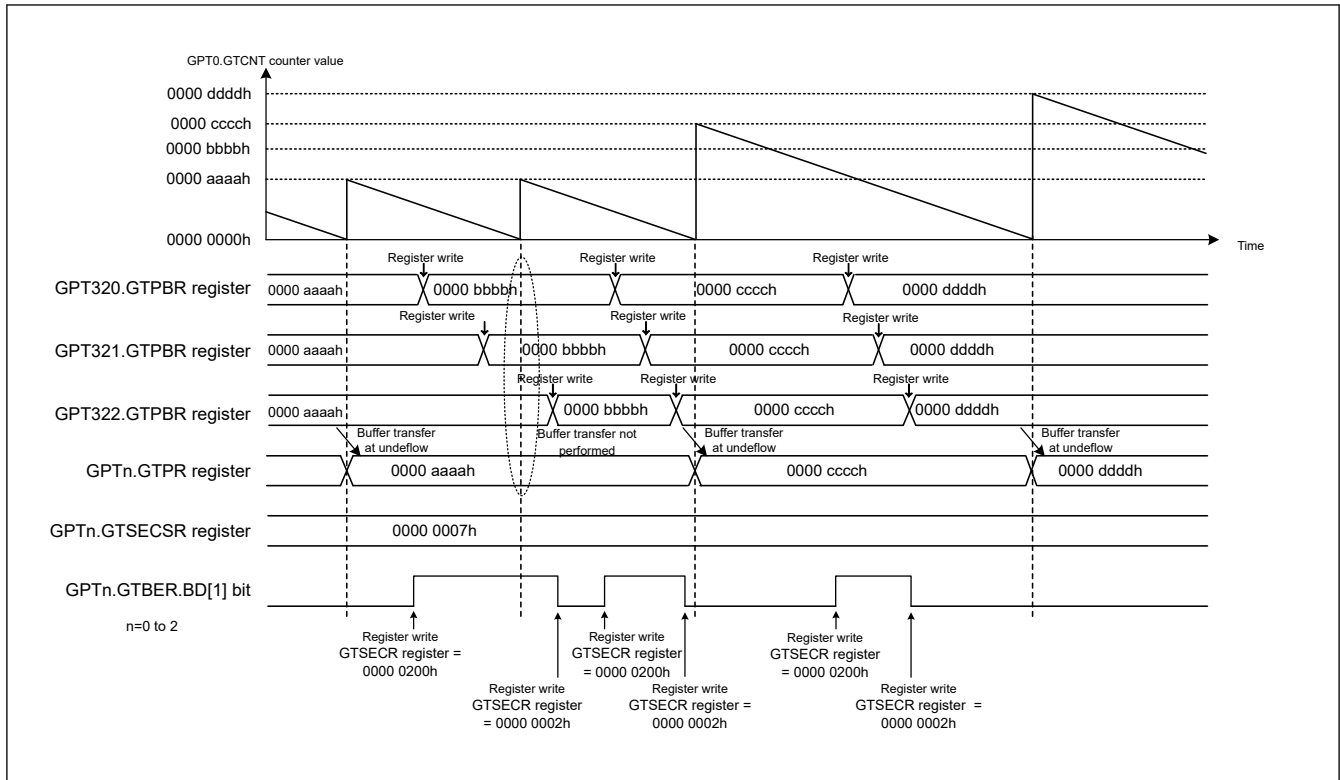 GPT0.GTCNT counter value
0000 ddddh
0000 cccch
0000 bbbbh
0000 aaaah
0000 0000h
Time
Register write
Register write
Register write
GPT320.GTPBR register
0000 aaaah
0000 bbbbh
0000 cccch
0000 ddddh
Register write
Register write
Register write
GPT321.GTPBR register
0000 aaaah
0000 bbbbh
0000 cccch
0000 ddddh
Register write
Register write
Register write
GPT322.GTPBR register
0000 aaaah
0000 bbbbh
0000 cccch
0000 ddddh
Buffer transfer
at undeflow
Buffer transfer not
performed
Buffer transfer
at undeflow
Buffer transfer
at undeflow
GPTn.GTPR register
0000 aaaah
0000 cccch
0000 ddddh
GPTn.GTSECSR register
0000 0007h
GPTn.GTBER.BD[1] bit
n=0 to 2
Register write
GTSECR register =
0000 0200h
Register write
GTSECR register
= 0000 0200h
Register write
GTSECR register
= 0000 0200h
Register write
GTSECR register
= 0000 0002h
Register write
GTSECR register =
0000 0002h
Register write
GTSECR register =
0000 0002h